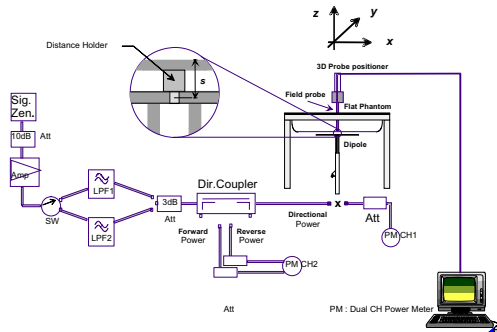 z
y
x
Distance Holder
s
3D Probe positioner
Field probe
Flat Phantom
Dipole
Sig.
Zen.
10dB
Att
Amp
SW
LPF1
LPF2
3dB
Att
Dir.Coupler
Forward
Power
Reverse
Power
Directional
Power
x
Att
PM CH1
PM CH2
Att
PM : Dual CH Power Meter